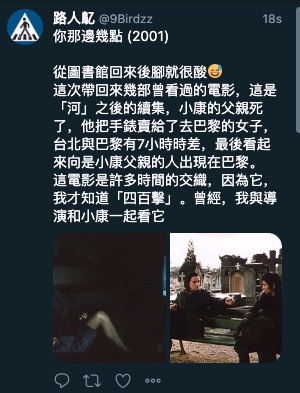 路人鼿 @9Birdzz 18s
你那邊幾點 (2001)
從圖書館回來後腳就很酸😅
這次帶回來幾部曾看過的電影，這是
「河」之後的續集，小康的父親死
了，他把手錶賣給了去巴黎的女子，
台北與巴黎有7小時時差，最後看起
來向是小康父親的人出現在巴黎。
這電影是許多時間的交織，因為它，
我才知道「四百擊」。曾經，我與導
演和小康一起看它